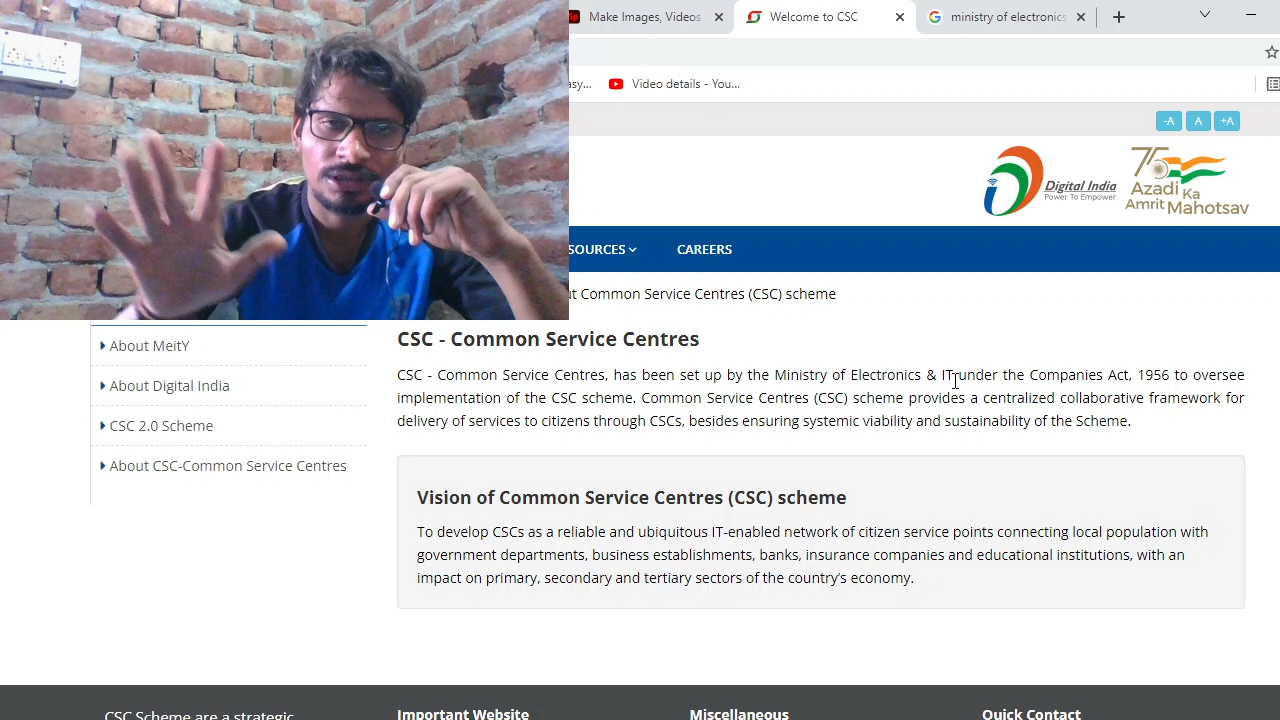 Make Images, Videos
Welcome to CSC
ministry of electronics
asy...
Video details - You...
-A
A
+A
Digital India
Power To Empower
75
Azadi
Ka
Amrit Mahotsav
SOURCES
CAREERS
ut Common Service Centres (CSC) scheme
About MeitY
About Digital India
CSC 2.0 Scheme
About CSC-Common Service Centres
CSC - Common Service Centres
CSC - Common Service Centres, has been set up by the Ministry of Electronics & IT under the Companies Act, 1956 to oversee
implementation of the CSC scheme. Common Service Centres (CSC) scheme provides a centralized collaborative framework for
delivery of services to citizens through CSCs, besides ensuring systemic viability and sustainability of the Scheme.
Vision of Common Service Centres (CSC) scheme
To develop CSCs as a reliable and ubiquitous IT-enabled network of citizen service points connecting local population with
government departments, business establishments, banks, insurance companies and educational institutions, with an
impact on primary, secondary and tertiary sectors of the country's economy.
CSC Scheme are a strategic
Important Website
Miscellaneous
Quick Contact